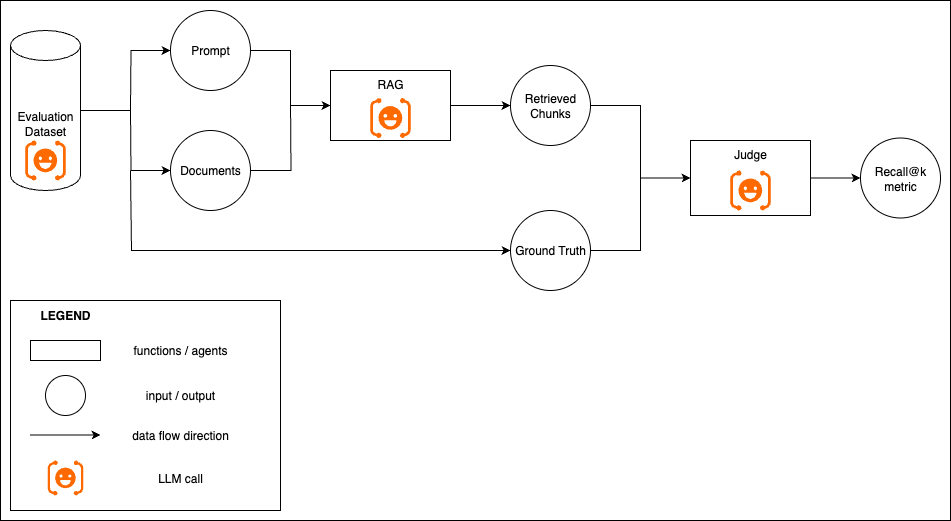 Evaluation
Dataset
Prompt
Documents
RAG
Retrieved
Chunks
Ground Truth
Judge
Recall@k
metric
LEGEND
functions / agents
input / output
data flow direction
LLM call